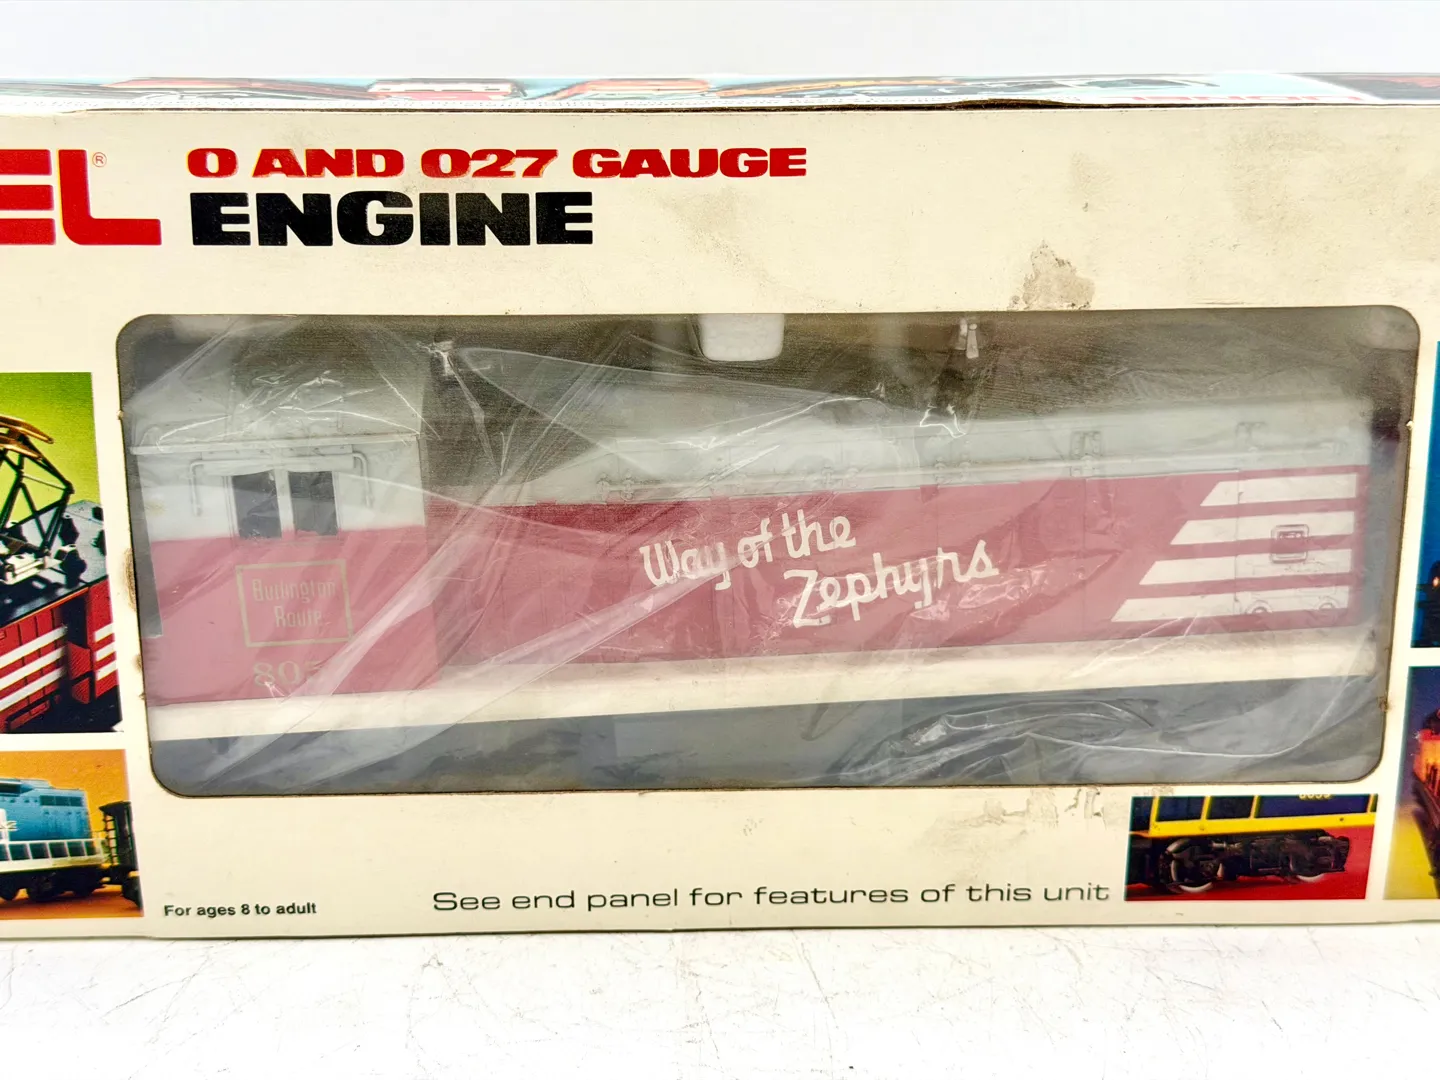 EL®
O AND O27 GAUGE
ENGINE
Way of the
Zephyrs
Burlington
Route
805
For ages 8 to adult
See end panel for features of this unit